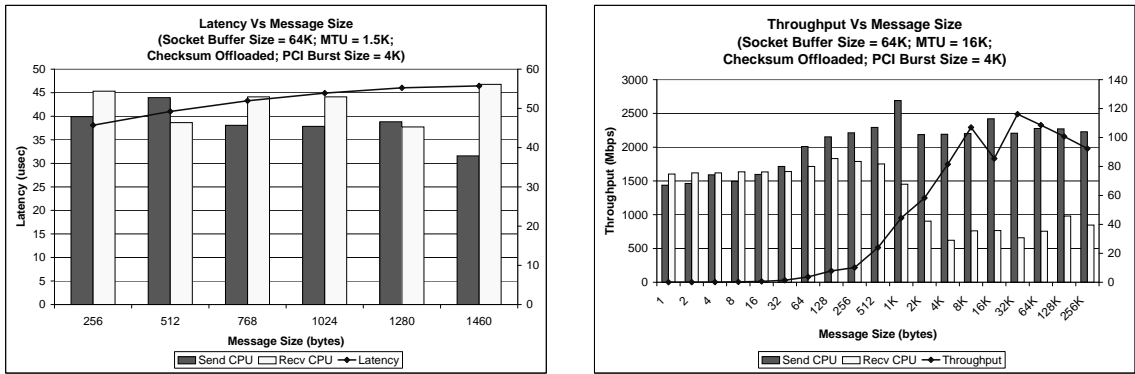 Latency Vs Message Size
(Socket Buffer Size = 64K; MTU = 1.5K;
Checksum Offloaded; PCI Burst Size = 4K)
50
45
40
35
30
25
20
15
10
5
0
Latency (usec)
60
50
40
30
20
10
0
256 512 768 1024 1280 1460
Message Size (bytes)
Send CPU Recv CPU Latency
Throughput Vs Message Size
(Socket Buffer Size = 64K; MTU = 16K;
Checksum Offloaded; PCI Burst Size = 4K)
3000
2500
2000
1500
1000
500
0
Throughput (Mbps)
140
120
100
80
60
40
20
0
1 2 4 8 16 32 64 128 256 512 1K 2K 4K 8K 16K 32K 64K 128K 256K
Message Size (bytes)
Send CPU Recv CPU Throughput